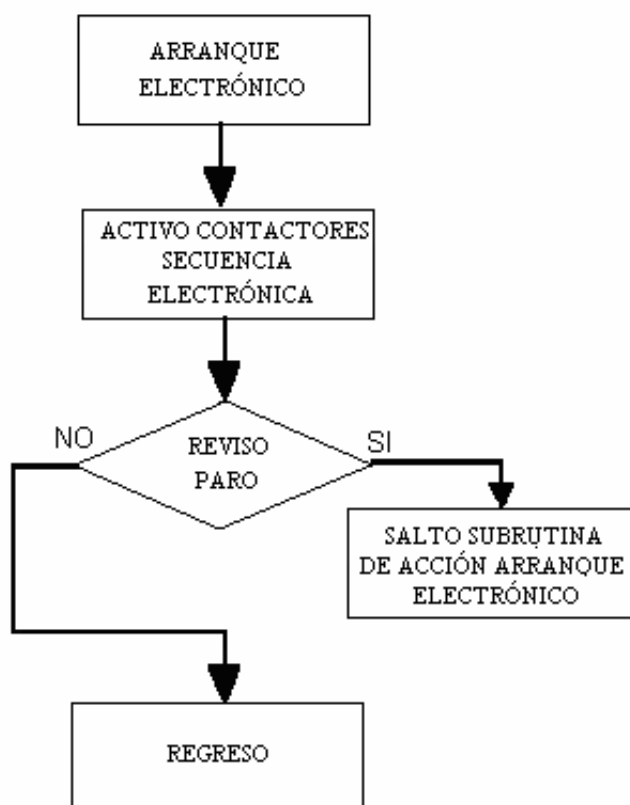 ARRANQUE
ELECTRÓNICO
ACTIVO CONTACTORES
SECUENCIA
ELECTRÓNICA
NO
REVISO
PARO
SI
SALTO SUBRUTINA
DE ACCIÓN ARRANQUE
ELECTRÓNICO
REGRESO